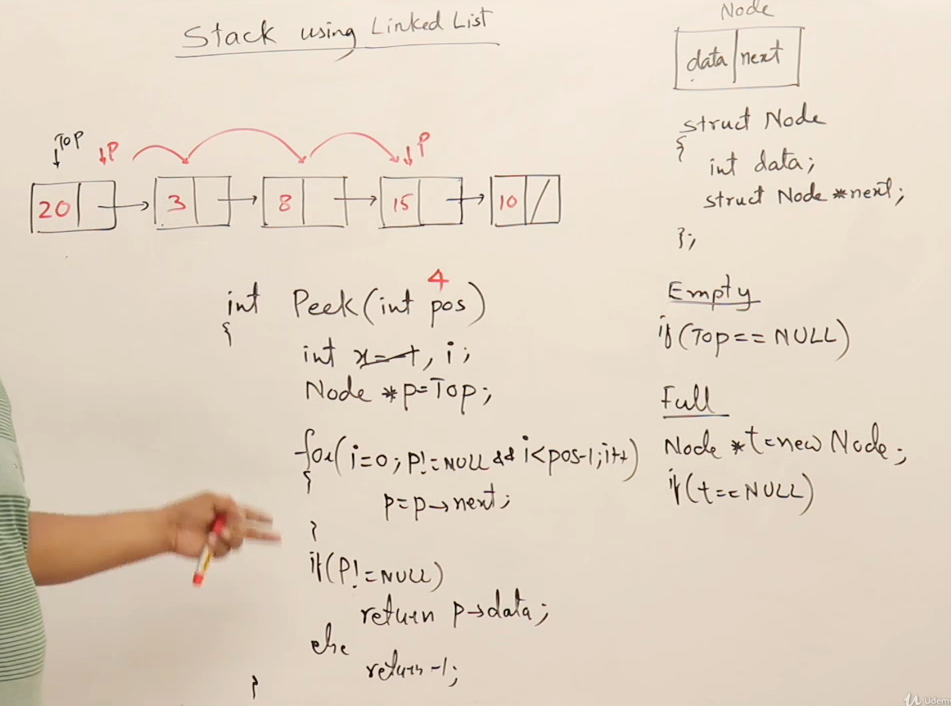 Stack using Linked List
Top
P
P
20 3 8 15 10
4
int Peek(int pos)
{
int x=-1, i;
Node *p=Top;
for(i=0; P!=NULL && i<pos-1; i++)
{
p=p→next;
}
if(P!=NULL)
return p→data;
else
return-1;
}
Node
data next
struct Node
{
int data;
struct Node *next;
};
Empty
if(Top==NULL)
Full
Node *t=new Node;
if(t==NULL)